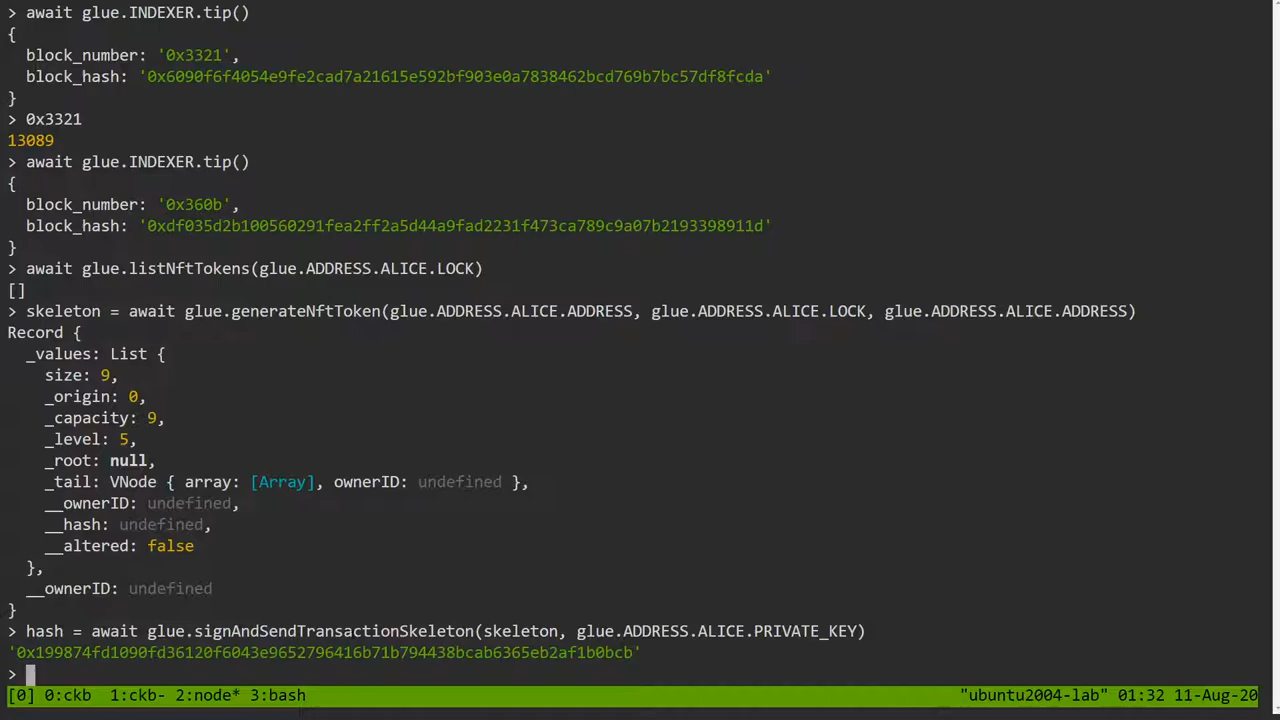 > await glue.INDEXER.tip()
{
  block_number: '0x3321',
  block_hash: '0x6090f6f4054e9fe2cad7a21615e592bf903e0a7838462bcd769b7bc57df8fcda'
}
> 0x3321
13089
> await glue.INDEXER.tip()
{
  block_number: '0x360b',
  block_hash: '0xdf035d2b100560291fea2ff2a5d44a9fad2231f473ca789c9a07b2193398911d'
}
> await glue.listNftTokens(glue.ADDRESS.ALICE.LOCK)
[]
> skeleton = await glue.generateNftToken(glue.ADDRESS.ALICE.ADDRESS, glue.ADDRESS.ALICE.LOCK, glue.ADDRESS.ALICE.ADDRESS)
Record {
  _values: List {
    size: 9,
    _origin: 0,
    _capacity: 9,
    _level: 5,
    _root: null,
    _tail: VNode { array: [Array], ownerID: undefined },
    __ownerID: undefined,
    __hash: undefined,
    __altered: false
  },
  __ownerID: undefined
}
> hash = await glue.signAndSendTransactionSkeleton(skeleton, glue.ADDRESS.ALICE.PRIVATE_KEY)
'0x199874fd1090fd36120f6043e9652796416b71b794438bcab6365eb2af1b0bcb'
>
[0] 0:ckb  1:ckb- 2:node* 3:bash "ubuntu2004-lab" 01:32 11-Aug-20